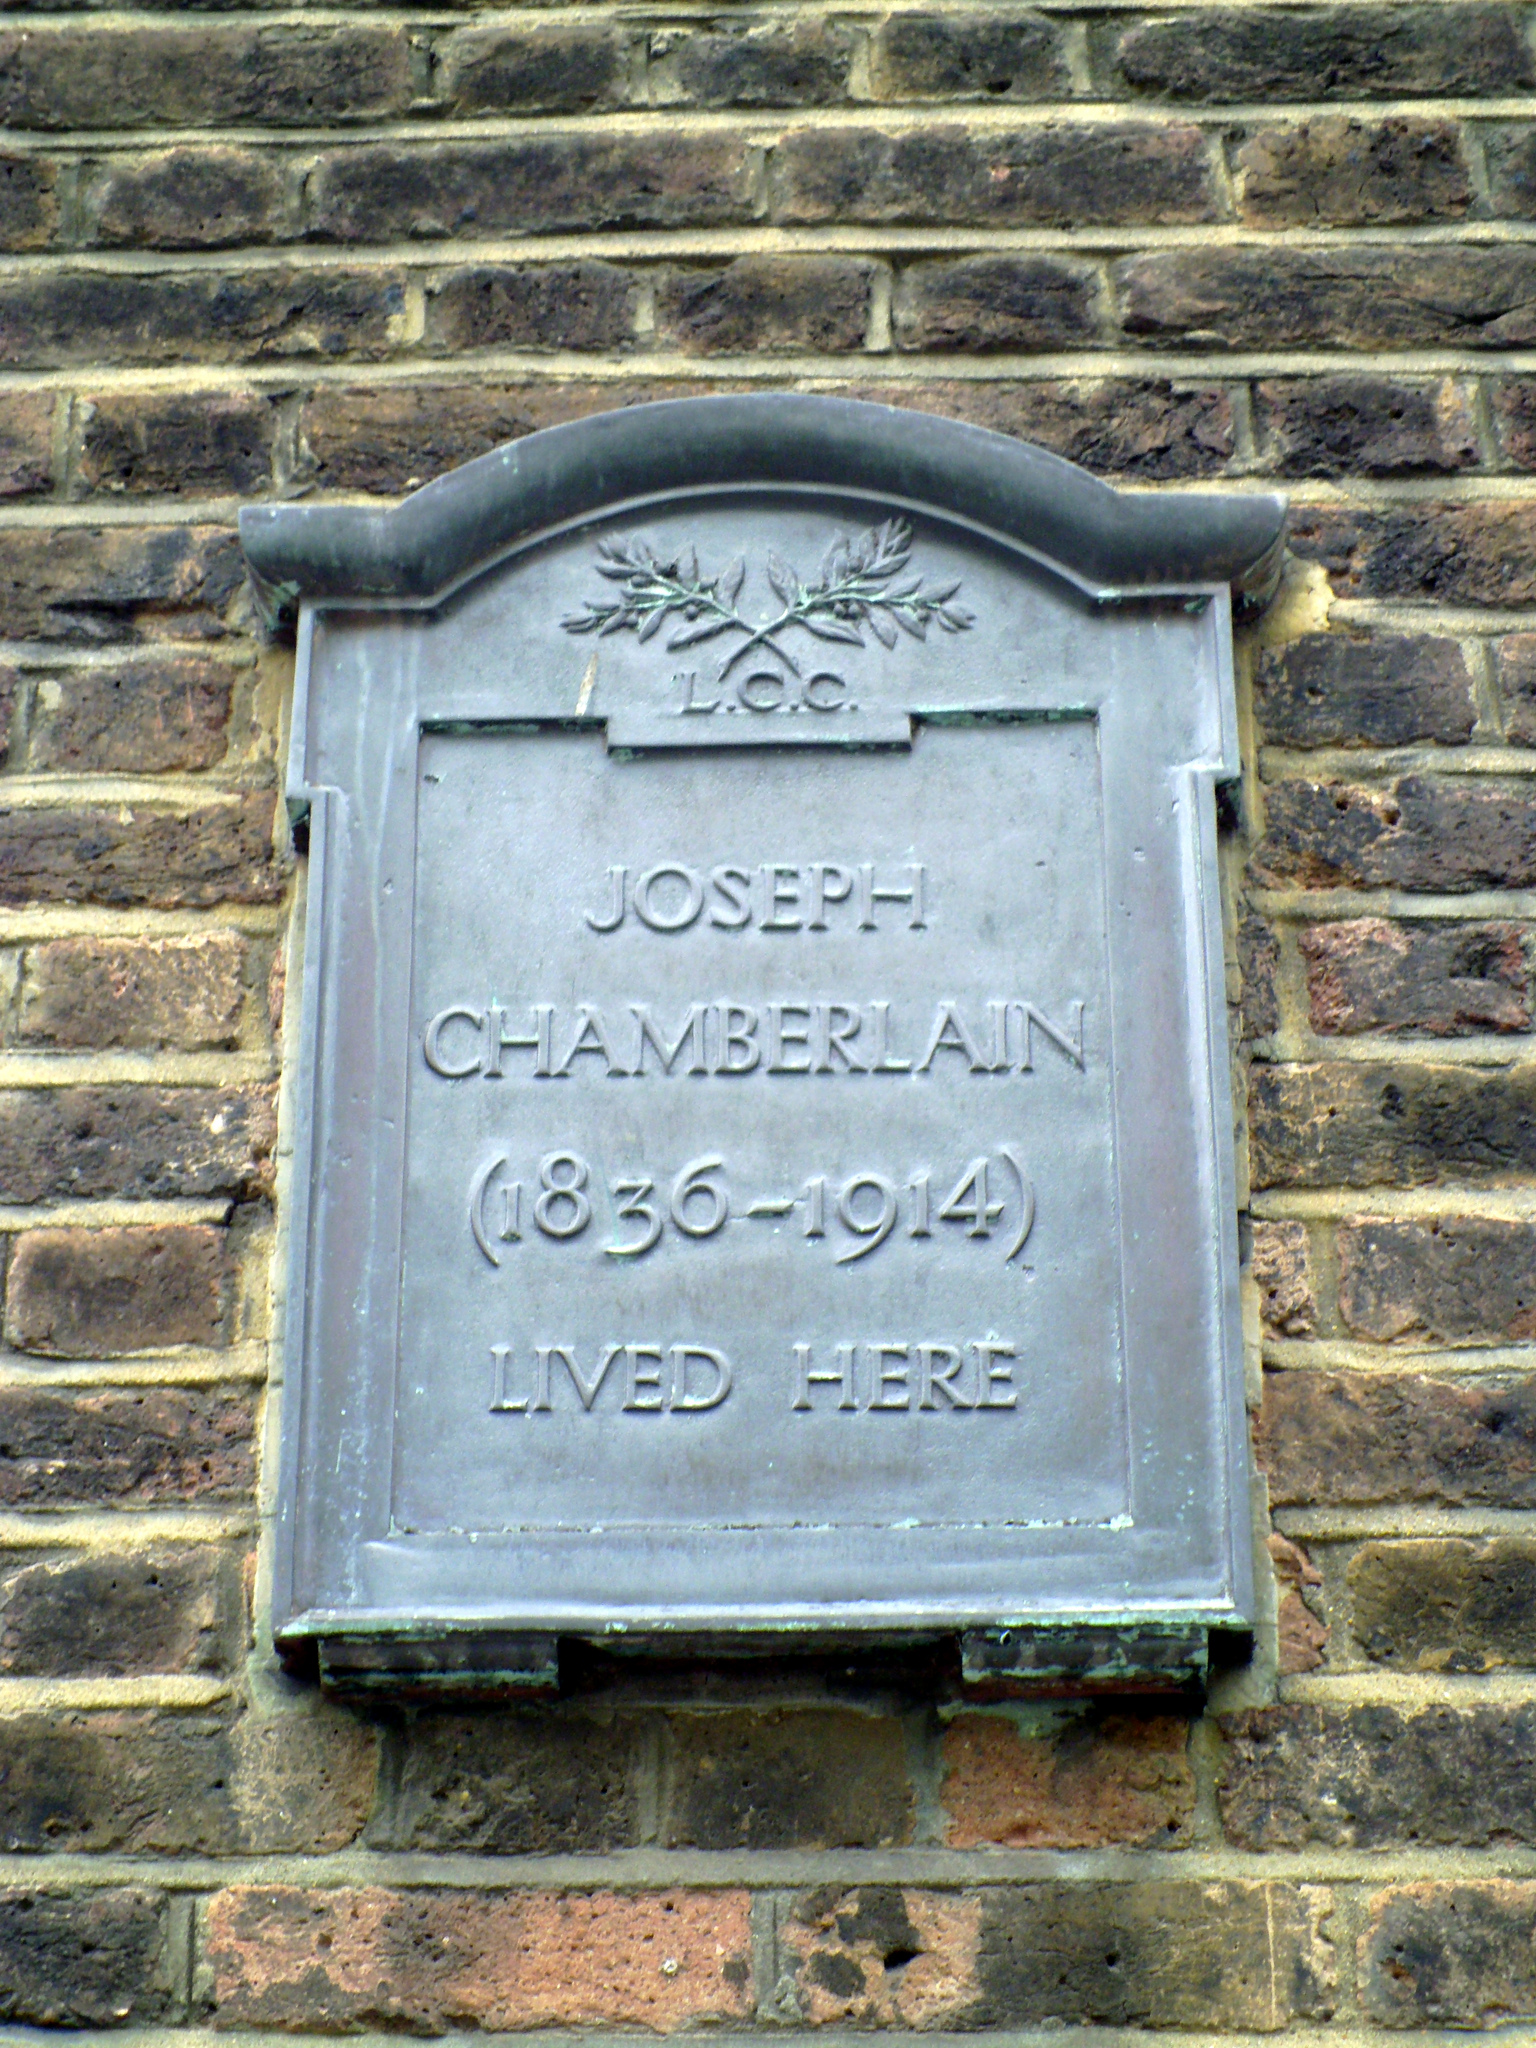 L.C.C.
JOSEPH
CHAMBERLAIN
(1836-1914)
LIVED HERE